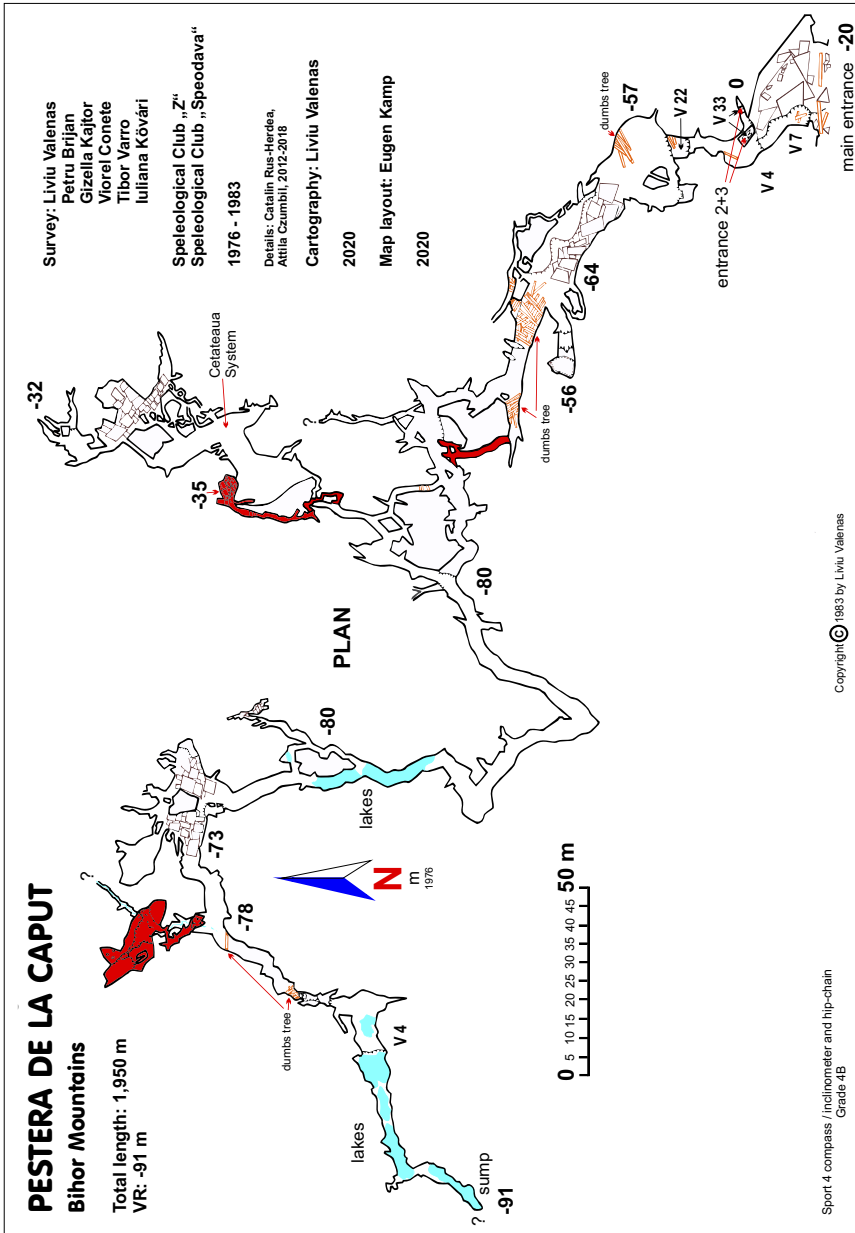 PESTERA DE LA CAPUT
Bihor Mountains
Total length: 1,950 m
VR: -91 m
Survey: Liviu Valenas
Petru Brijan
Gizella Kajtor
Viorel Conete
Tibor Varro
Iuliana Kövári
Speleological Club „Z“
Speleological Club „Speodava“
1976 - 1983
Details: Catalin Rus-Herdea,
Attila Czumbil, 2012-2018
Cartography: Liviu Valenas
2020
Map layout: Eugen Kamp
2020
PLAN
?
-73
-78
dumbs tree
V 4
lakes
? sump
-91
-80
lakes
N
m
1976
0 5 10 15 20 25 30 35 40 45 50 m
-32
Cetateaua
System
-35
?
-80
dumbs tree
-56
-64
dumbs tree
-57
V 22
entrance 2+3
V 33
0
V 4
V 7
main entrance -20
Sport 4 compass / inclinometer and hip-chain
Grade 4B
Copyright © 1983 by Liviu Valenas